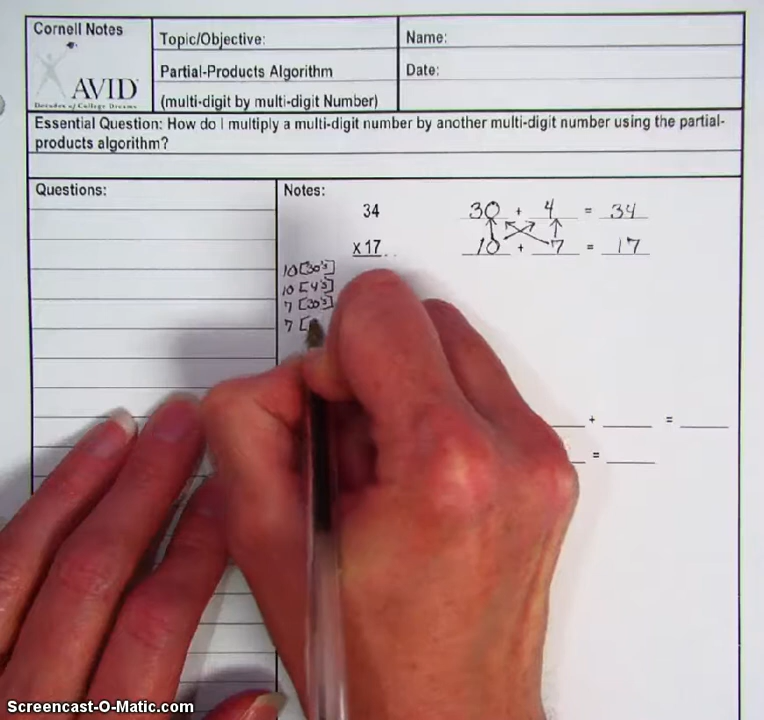 Cornell Notes
AVID
Decades of College Dreams
Topic/Objective:
Partial-Products Algorithm
(multi-digit by multi-digit Number)
Name:
Date:
Essential Question: How do I multiply a multi-digit number by another multi-digit number using the partial-
products algorithm?
Questions:
Notes:
34
x 17
30 + 4 = 34
10 + 7 = 17
10 [30's]
10 [4's]
7 [30's]
7 [
+ =
=
Screencast-O-Matic.com